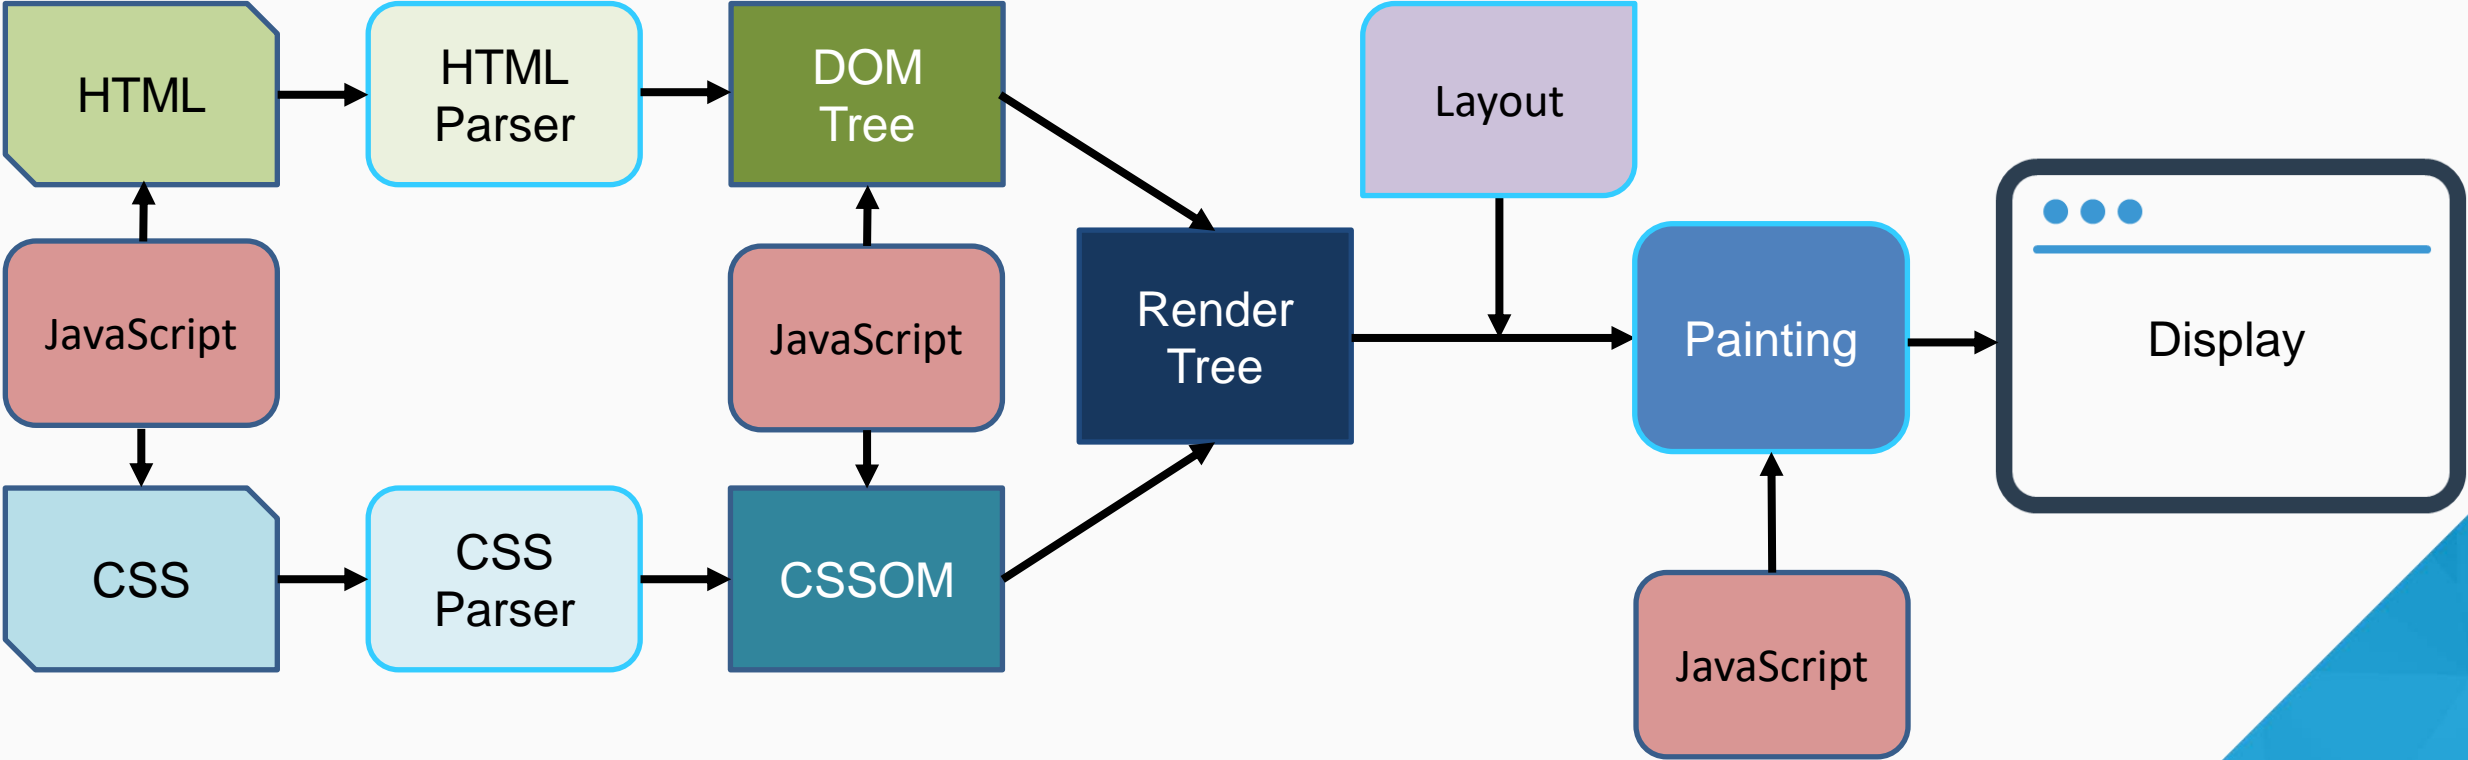 HTML
HTML
Parser
DOM
Tree
Layout
JavaScript
JavaScript
Render
Tree
Painting
Display
CSS
CSS
Parser
CSSOM
JavaScript